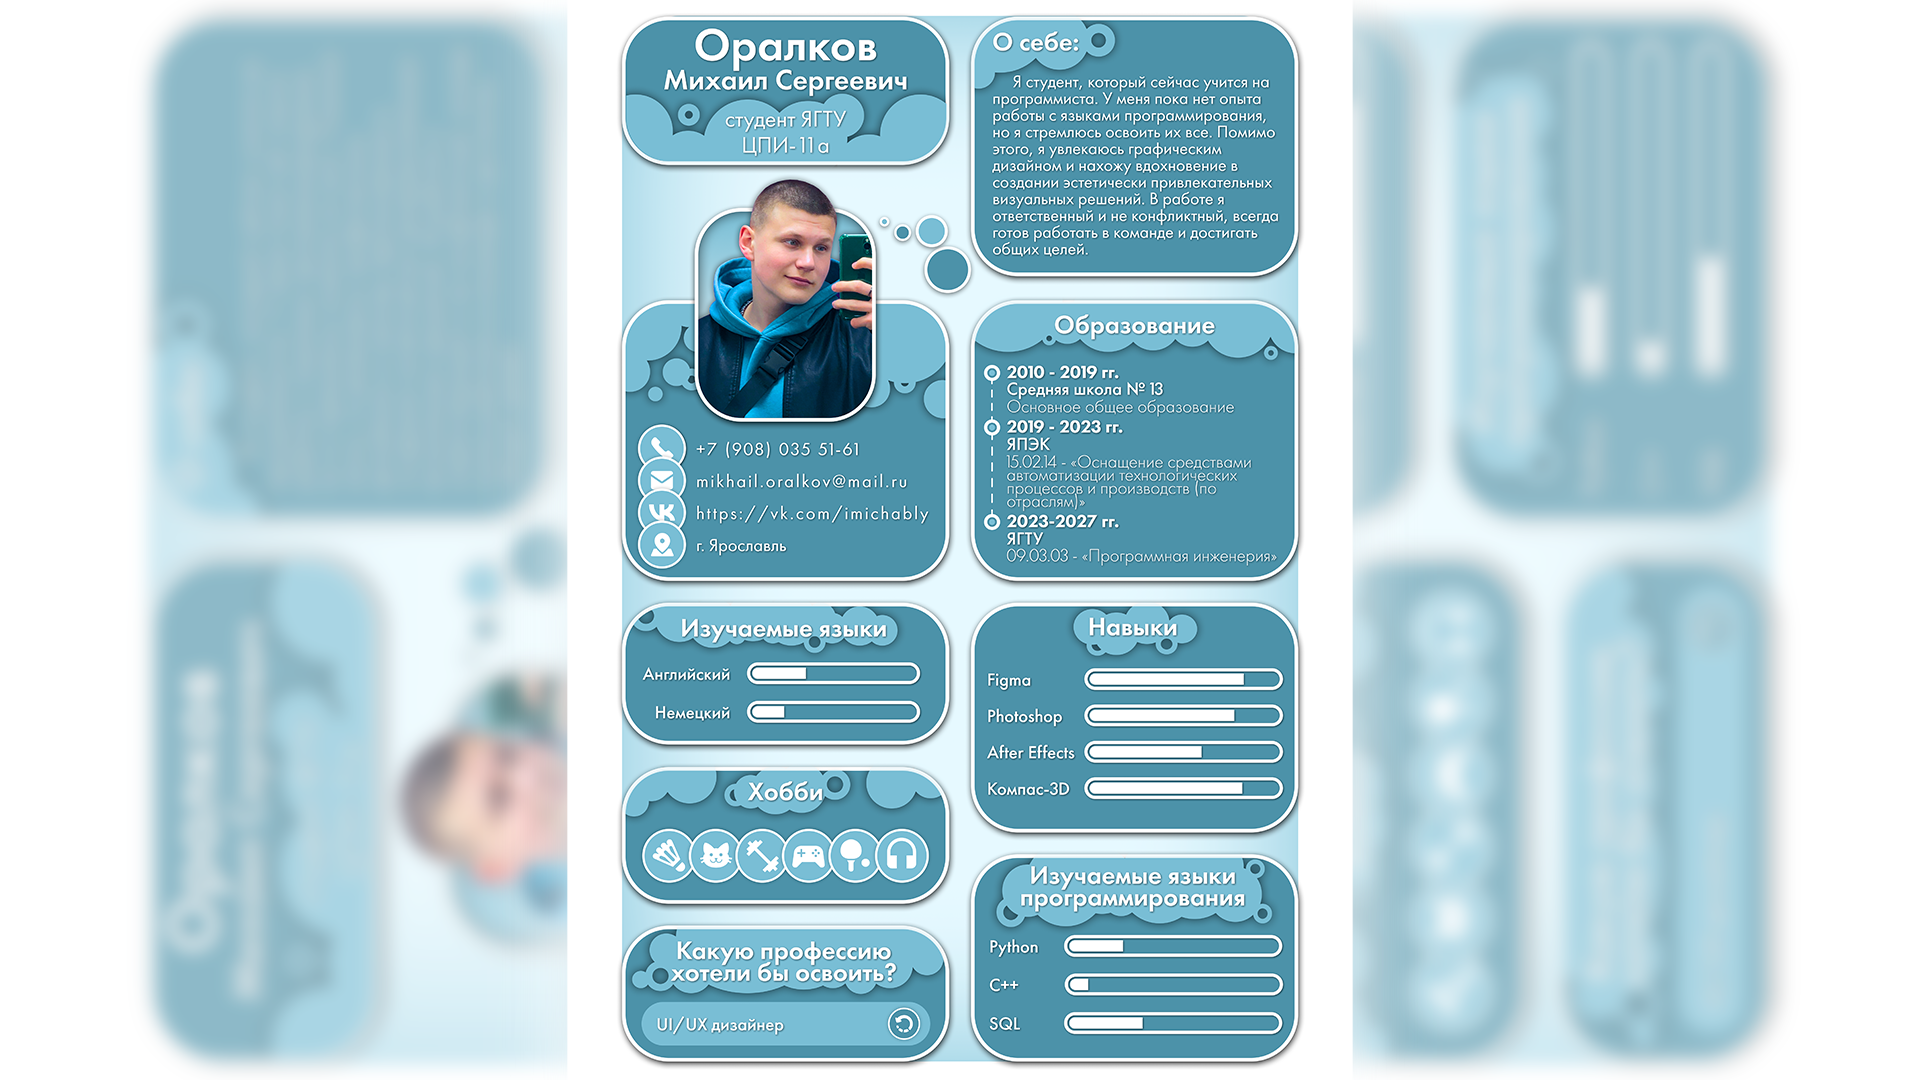 Оралков
Михаил Сергеевич
студент ЯГТУ
ЦПИ-11а
+7 (908) 035 51-61
mikhail.oralkov@mail.ru
https://vk.com/imichably
г. Ярославль
Изучаемые языки
Английский
Немецкий
Хобби
Какую профессию
хотели бы освоить?
UI/UX дизайнер
О себе:
Я студент, который сейчас учится на
программиста. У меня пока нет опыта
работы с языками программирования,
но я стремлюсь освоить их все. Помимо
этого, я увлекаюсь графическим
дизайном и нахожу вдохновение в
создании эстетически привлекательных
визуальных решений. В работе я
ответственный и не конфликтный, всегда
готов работать в команде и достигать
общих целей.
Образование
2010 - 2019 гг.
Средняя школа № 13
Основное общее образование
2019 - 2023 гг.
ЯПЭК
15.02.14 - «Оснащение средствами
автоматизации технологических
процессов и производств (по
отраслям)»
2023-2027 гг.
ЯГТУ
09.03.03 - «Программная инженерия»
Навыки
Figma
Photoshop
After Effects
Компас-3D
Изучаемые языки
программирования
Python
C++
SQL